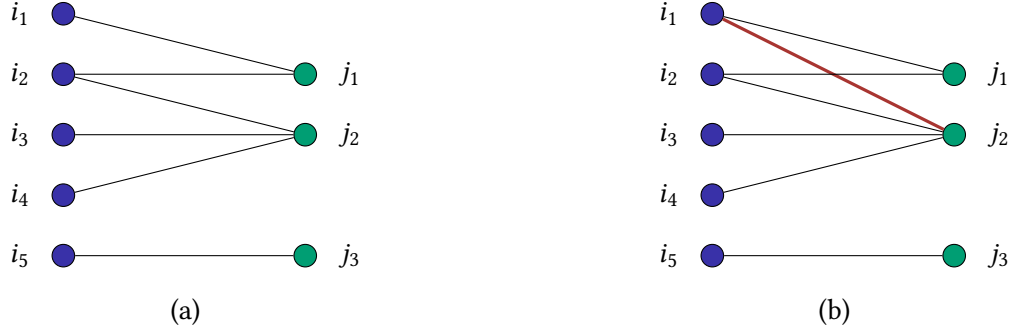 i₁
i₂
i₃
i₄
i₅
j₁
j₂
j₃
(a)
i₁
i₂
i₃
i₄
i₅
j₁
j₂
j₃
(b)